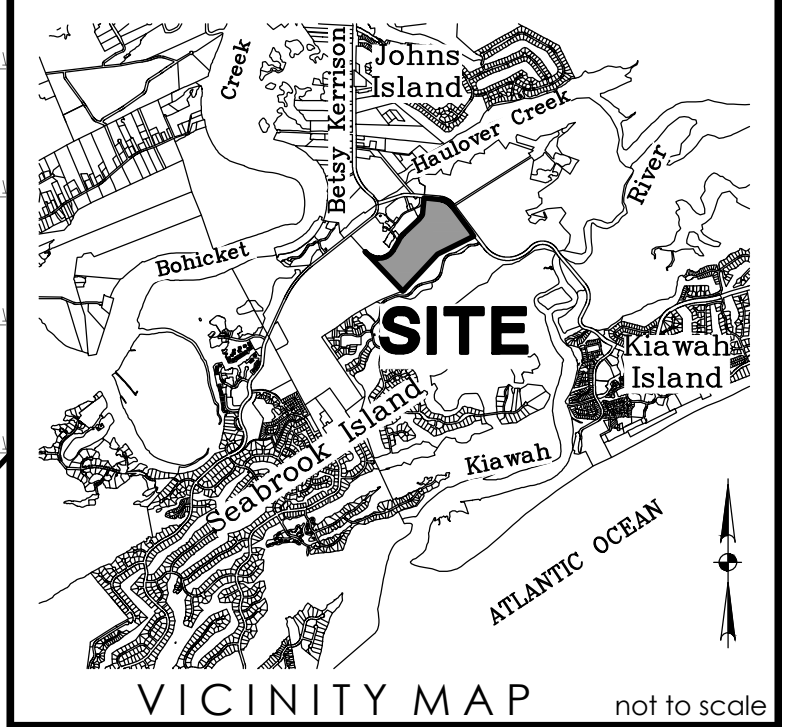 Creek
Betsy Kerrison
Johns
Island
Haulover Creek
River
Bohicket
SITE
Kiawah
Island
Seabrook Island
Kiawah
ATLANTIC OCEAN
VICINITY MAP
not to scale